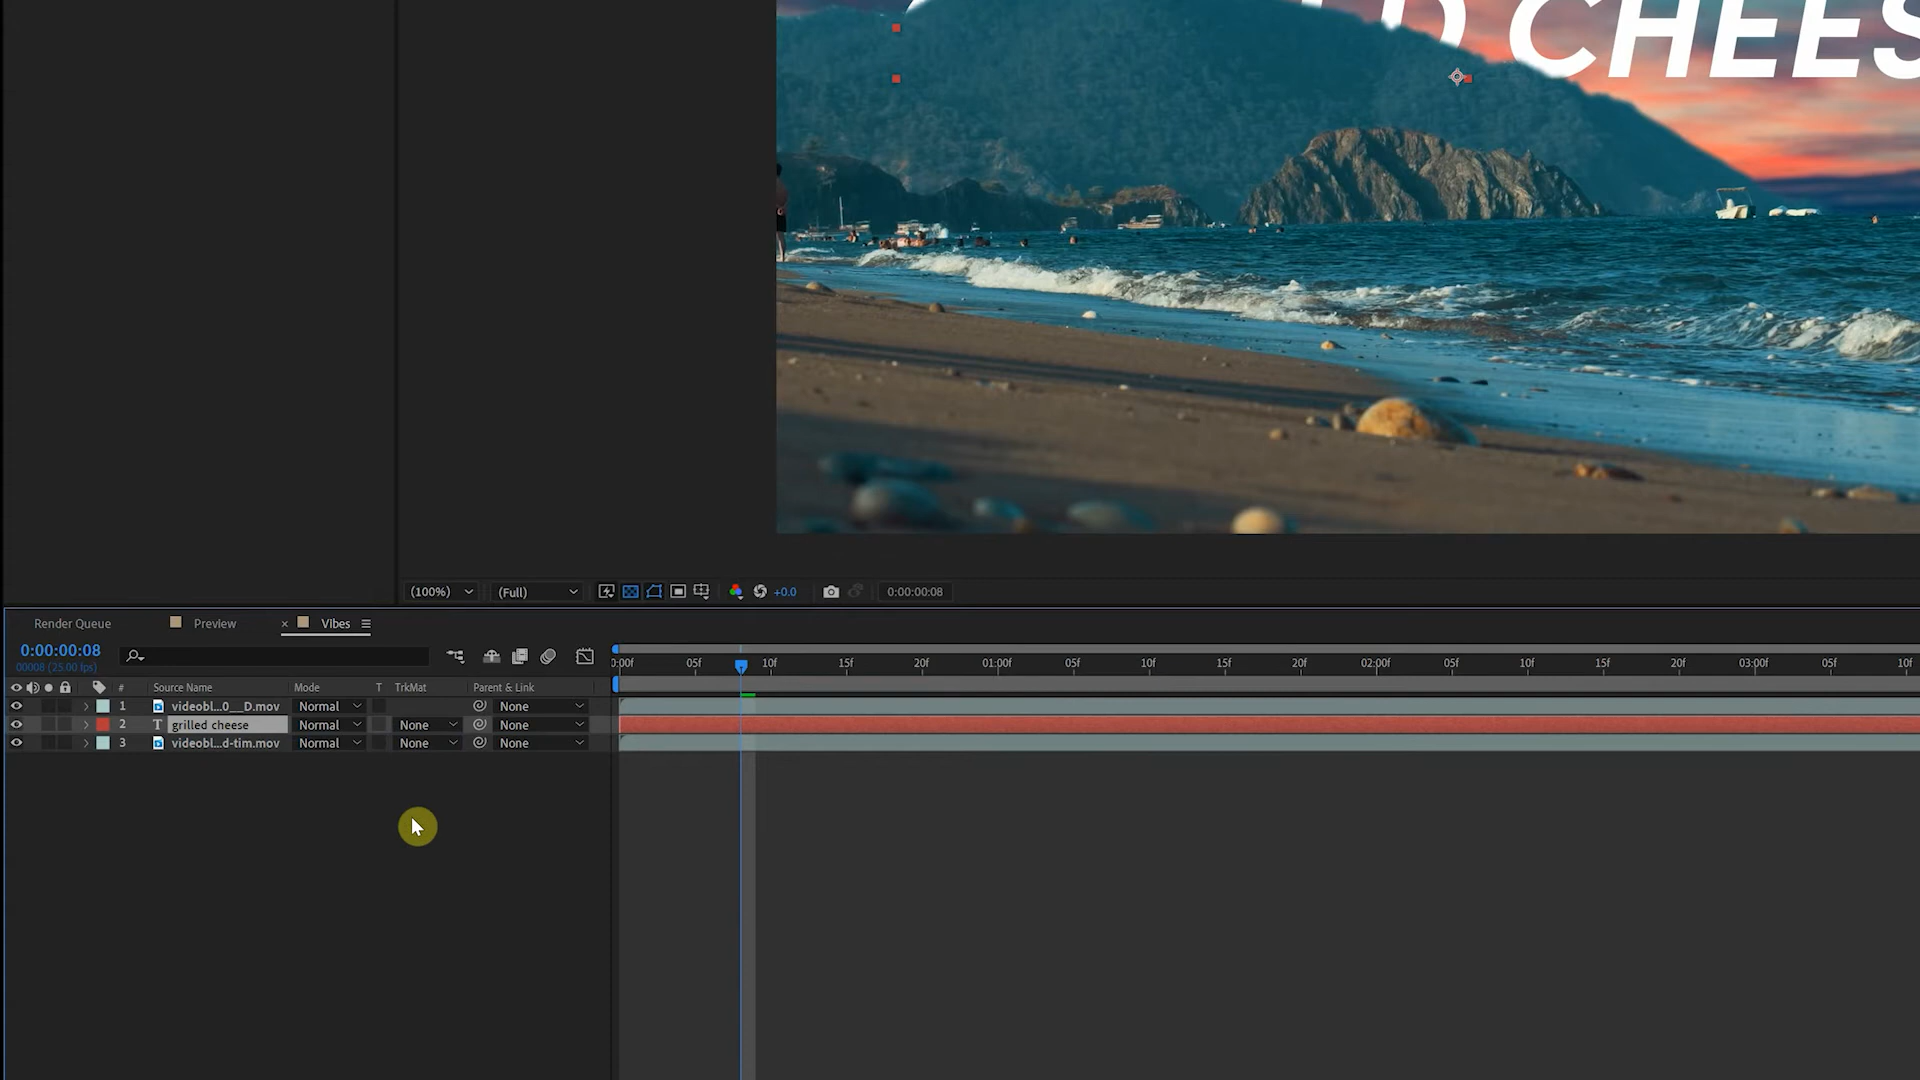 D CHEES
(100%)
(Full)
+0.0
0:00:00:08
Render Queue
Preview
× Vibes
0:00:00:08
00008 (25.00 fps)
0:00f 05f 10f 15f 20f 01:00f 05f 10f 15f 20f 02:00f 05f 10f 15f 20f 03:00f 05f 10f
# Source Name Mode T TrkMat Parent & Link
1 videobl...0__D.mov Normal None
2 T grilled cheese Normal None None
3 videobl...d-tim.mov Normal None None